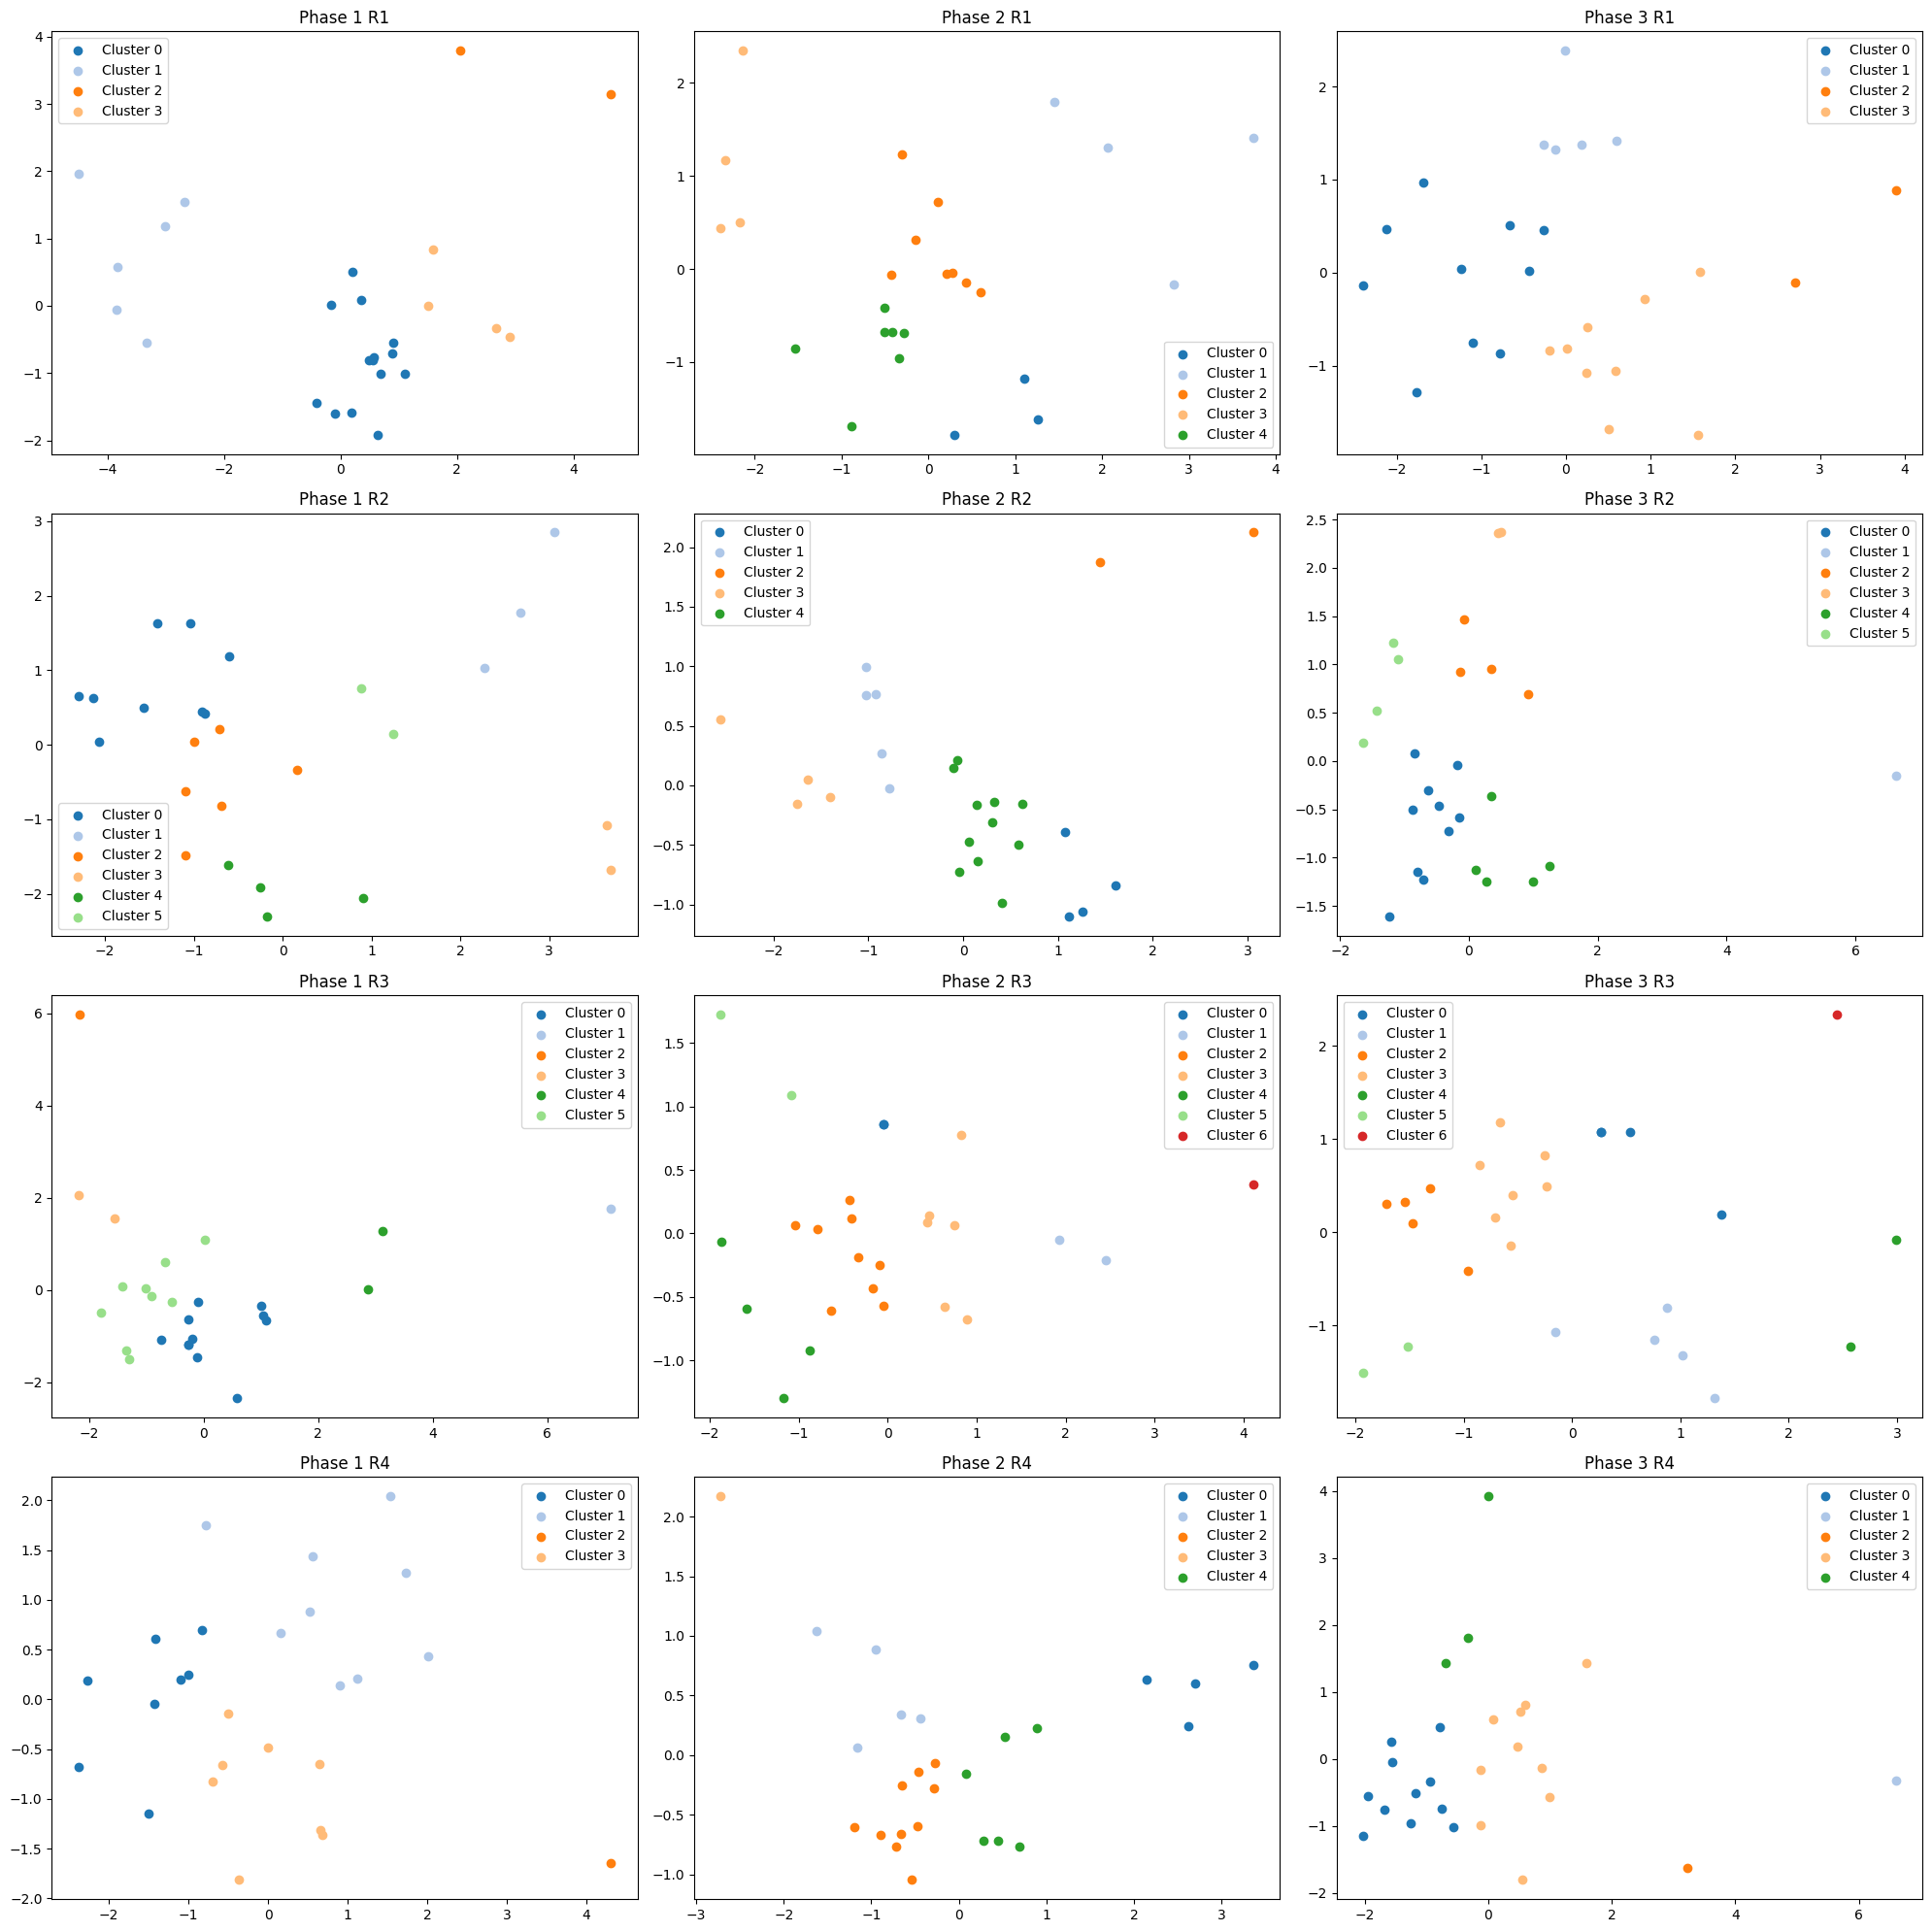 Phase 1 R1
Cluster 0
Cluster 1
Cluster 2
Cluster 3
4
3
2
1
0
−1
−2
−4
−2
0
2
4
Phase 2 R1
2
1
0
−1
Cluster 0
Cluster 1
Cluster 2
Cluster 3
Cluster 4
−2
−1
0
1
2
3
4
Phase 3 R1
Cluster 0
Cluster 1
Cluster 2
Cluster 3
2
1
0
−1
−2
−1
0
1
2
3
4
Phase 1 R2
3
2
1
0
−1
−2
Cluster 0
Cluster 1
Cluster 2
Cluster 3
Cluster 4
Cluster 5
−2
−1
0
1
2
3
Phase 2 R2
Cluster 0
Cluster 1
Cluster 2
Cluster 3
Cluster 4
2.0
1.5
1.0
0.5
0.0
−0.5
−1.0
−2
−1
0
1
2
3
Phase 3 R2
Cluster 0
Cluster 1
Cluster 2
Cluster 3
Cluster 4
Cluster 5
2.5
2.0
1.5
1.0
0.5
0.0
−0.5
−1.0
−1.5
−2
0
2
4
6
Phase 1 R3
Cluster 0
Cluster 1
Cluster 2
Cluster 3
Cluster 4
Cluster 5
6
4
2
0
−2
−2
0
2
4
6
Phase 2 R3
Cluster 0
Cluster 1
Cluster 2
Cluster 3
Cluster 4
Cluster 5
Cluster 6
1.5
1.0
0.5
0.0
−0.5
−1.0
−2
−1
0
1
2
3
4
Phase 3 R3
Cluster 0
Cluster 1
Cluster 2
Cluster 3
Cluster 4
Cluster 5
Cluster 6
2
1
0
−1
−2
−1
0
1
2
3
Phase 1 R4
Cluster 0
Cluster 1
Cluster 2
Cluster 3
2.0
1.5
1.0
0.5
0.0
−0.5
−1.0
−1.5
−2.0
−2
−1
0
1
2
3
4
Phase 2 R4
Cluster 0
Cluster 1
Cluster 2
Cluster 3
Cluster 4
2.0
1.5
1.0
0.5
0.0
−0.5
−1.0
−3
−2
−1
0
1
2
3
Phase 3 R4
Cluster 0
Cluster 1
Cluster 2
Cluster 3
Cluster 4
4
3
2
1
0
−1
−2
−2
0
2
4
6